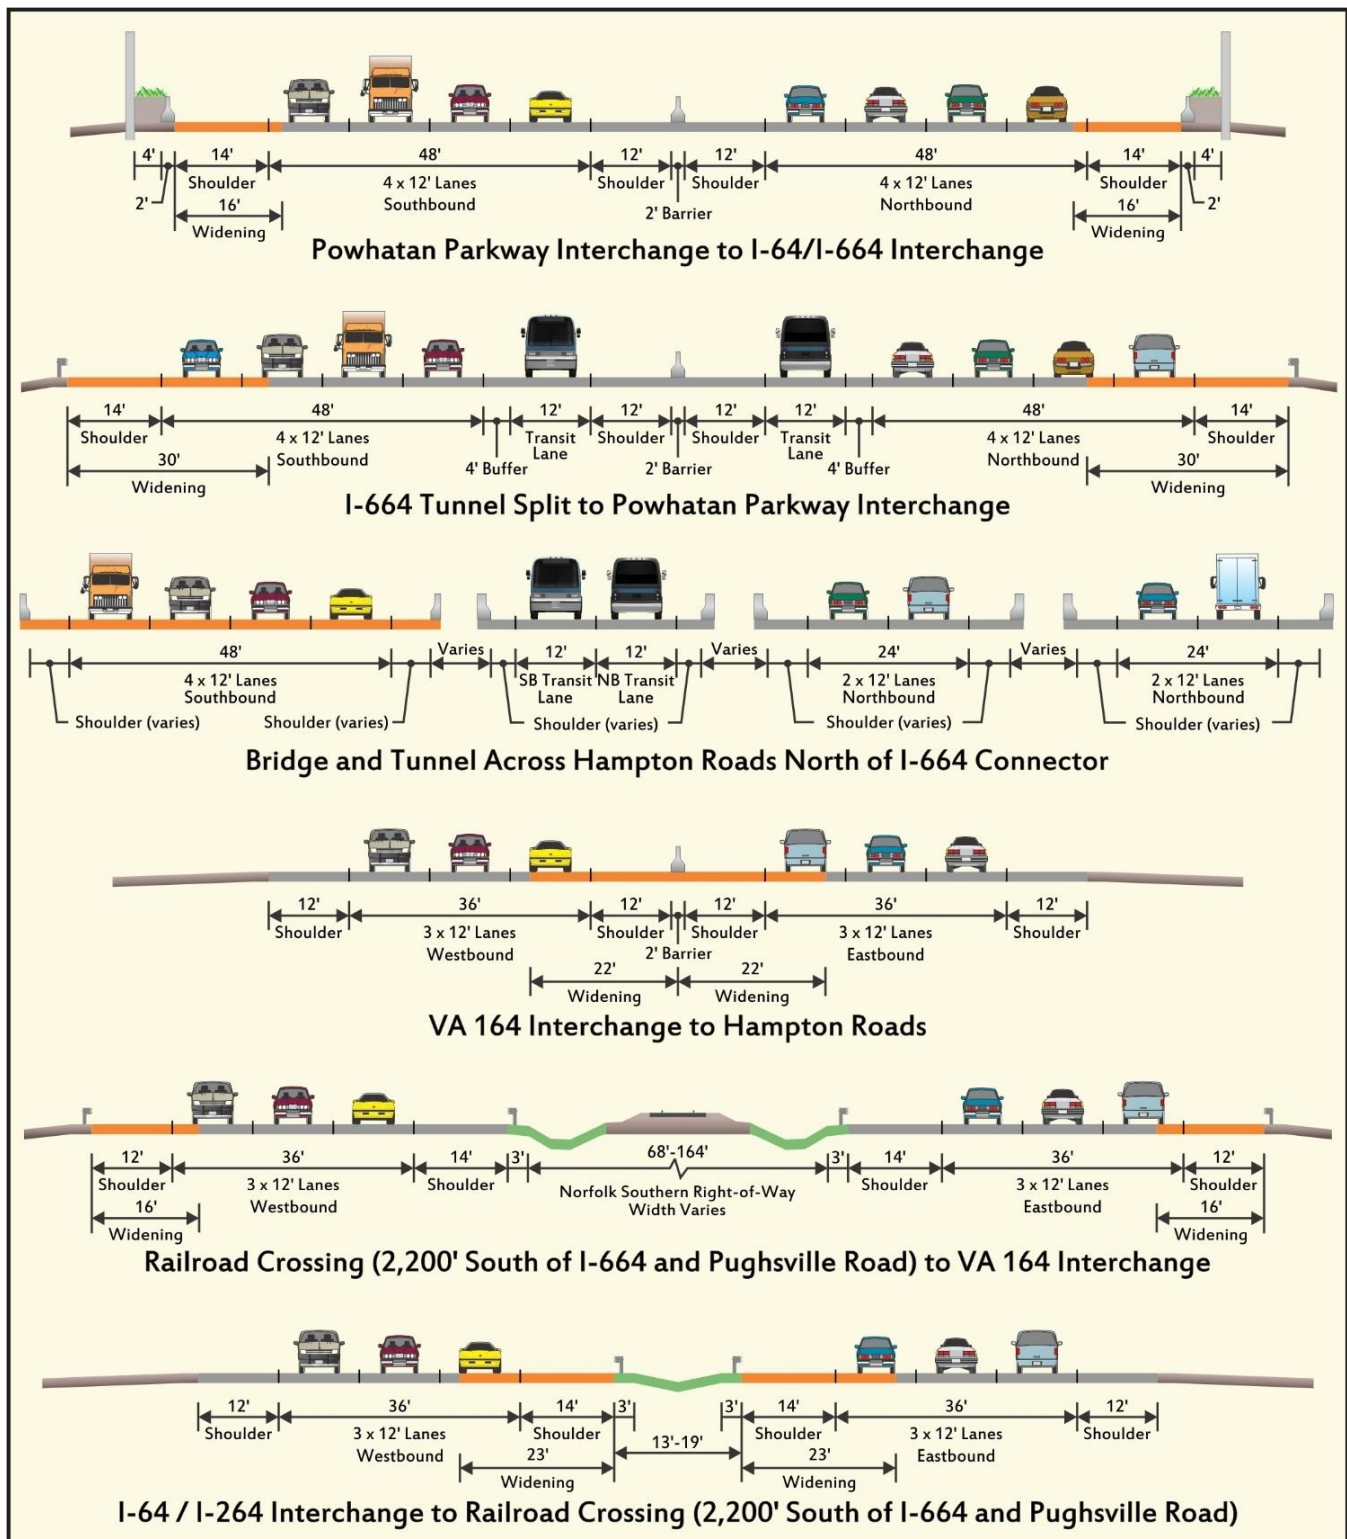 4' 14' 48' 12' 12' 48' 14' 4'
Shoulder 4 x 12' Lanes Shoulder Shoulder 4 x 12' Lanes Shoulder
2' 16' Southbound 2' Barrier Northbound 16' 2'
Widening Widening
Powhatan Parkway Interchange to I-64/I-664 Interchange
14' 48' 12' 12' 12' 12' 48' 14'
Shoulder 4 x 12' Lanes Transit Shoulder Shoulder Transit 4 x 12' Lanes Shoulder
Southbound Lane Lane Northbound
30' 4' Buffer 2' Barrier 4' Buffer 30'
Widening Widening
I-664 Tunnel Split to Powhatan Parkway Interchange
48' Varies 12' 12' Varies 24' Varies 24'
4 x 12' Lanes SB Transit NB Transit 2 x 12' Lanes 2 x 12' Lanes
Southbound Lane Lane Northbound Northbound
Shoulder (varies) Shoulder (varies) Shoulder (varies) Shoulder (varies) Shoulder (varies)
Bridge and Tunnel Across Hampton Roads North of I-664 Connector
12' 36' 12' 12' 36' 12'
Shoulder 3 x 12' Lanes Shoulder Shoulder 3 x 12' Lanes Shoulder
Westbound 2' Barrier Eastbound
22' 22'
Widening Widening
VA 164 Interchange to Hampton Roads
12' 36' 14' 3' 68'-164' 3' 14' 36' 12'
Shoulder 3 x 12' Lanes Shoulder Norfolk Southern Right-of-Way Shoulder 3 x 12' Lanes Shoulder
16' Westbound Width Varies Eastbound 16'
Widening Widening
Railroad Crossing (2,200' South of I-664 and Pughsville Road) to VA 164 Interchange
12' 36' 14' 3' 3' 14' 36' 12'
Shoulder 3 x 12' Lanes Shoulder 13'-19' Shoulder 3 x 12' Lanes Shoulder
Westbound 23' 23' Eastbound
Widening Widening
I-64 / I-264 Interchange to Railroad Crossing (2,200' South of I-664 and Pughsville Road)